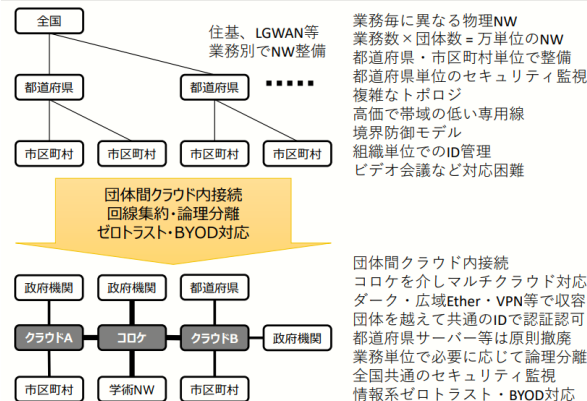 全国
住基、LGWAN等
業務別でNW整備
都道府県
都道府県
市区町村
市区町村
市区町村
市区町村
業務毎に異なる物理NW
業務数×団体数＝万単位のNW
都道府県・市区町村単位で整備
都道府県単位のセキュリティ監視
複雑なトポロジ
高価で帯域の低い専用線
境界防御モデル
組織単位でのID管理
ビデオ会議など対応困難
団体間クラウド内接続
回線集約・論理分離
ゼロトラスト・BYOD対応
政府機関
政府機関
都道府県
クラウドA
コロケ
クラウドB
政府機関
市区町村
学術NW
市区町村
団体間クラウド内接続
コロケを介しマルチクラウド対応
ダーク・広域Ether・VPN等で収容
団体を越えて共通のIDで認証認可
都道府県サーバー等は原則撤廃
業務単位で必要に応じて論理分離
全国共通のセキュリティ監視
情報系ゼロトラスト・BYOD対応